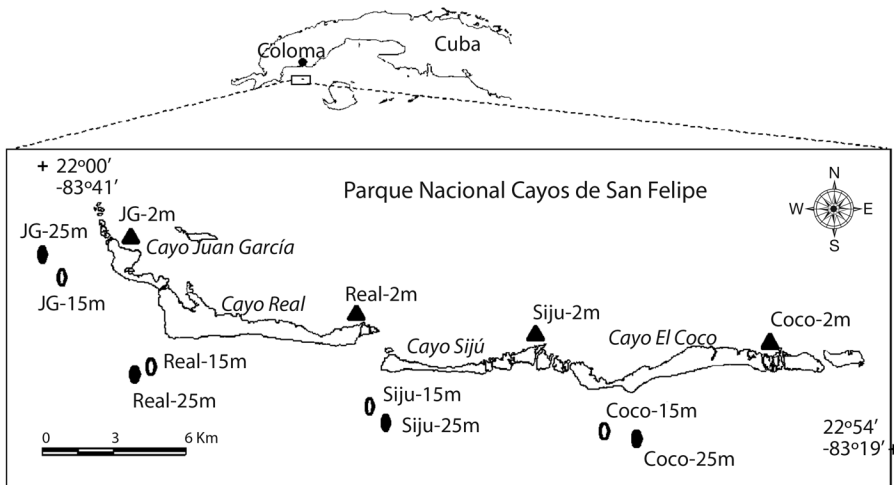 Coloma
Cuba
+ 22º00′
-83º41′
Parque Nacional Cayos de San Felipe
N
W
E
S
JG-25m
JG-2m
Cayo Juan García
JG-15m
Cayo Real
Real-2m
Siju-2m
Coco-2m
Cayo Sijú
Cayo El Coco
Real-15m
Real-25m
Siju-15m
Siju-25m
Coco-15m
Coco-25m
22º54′
-83º19′ +
0 3 6 Km